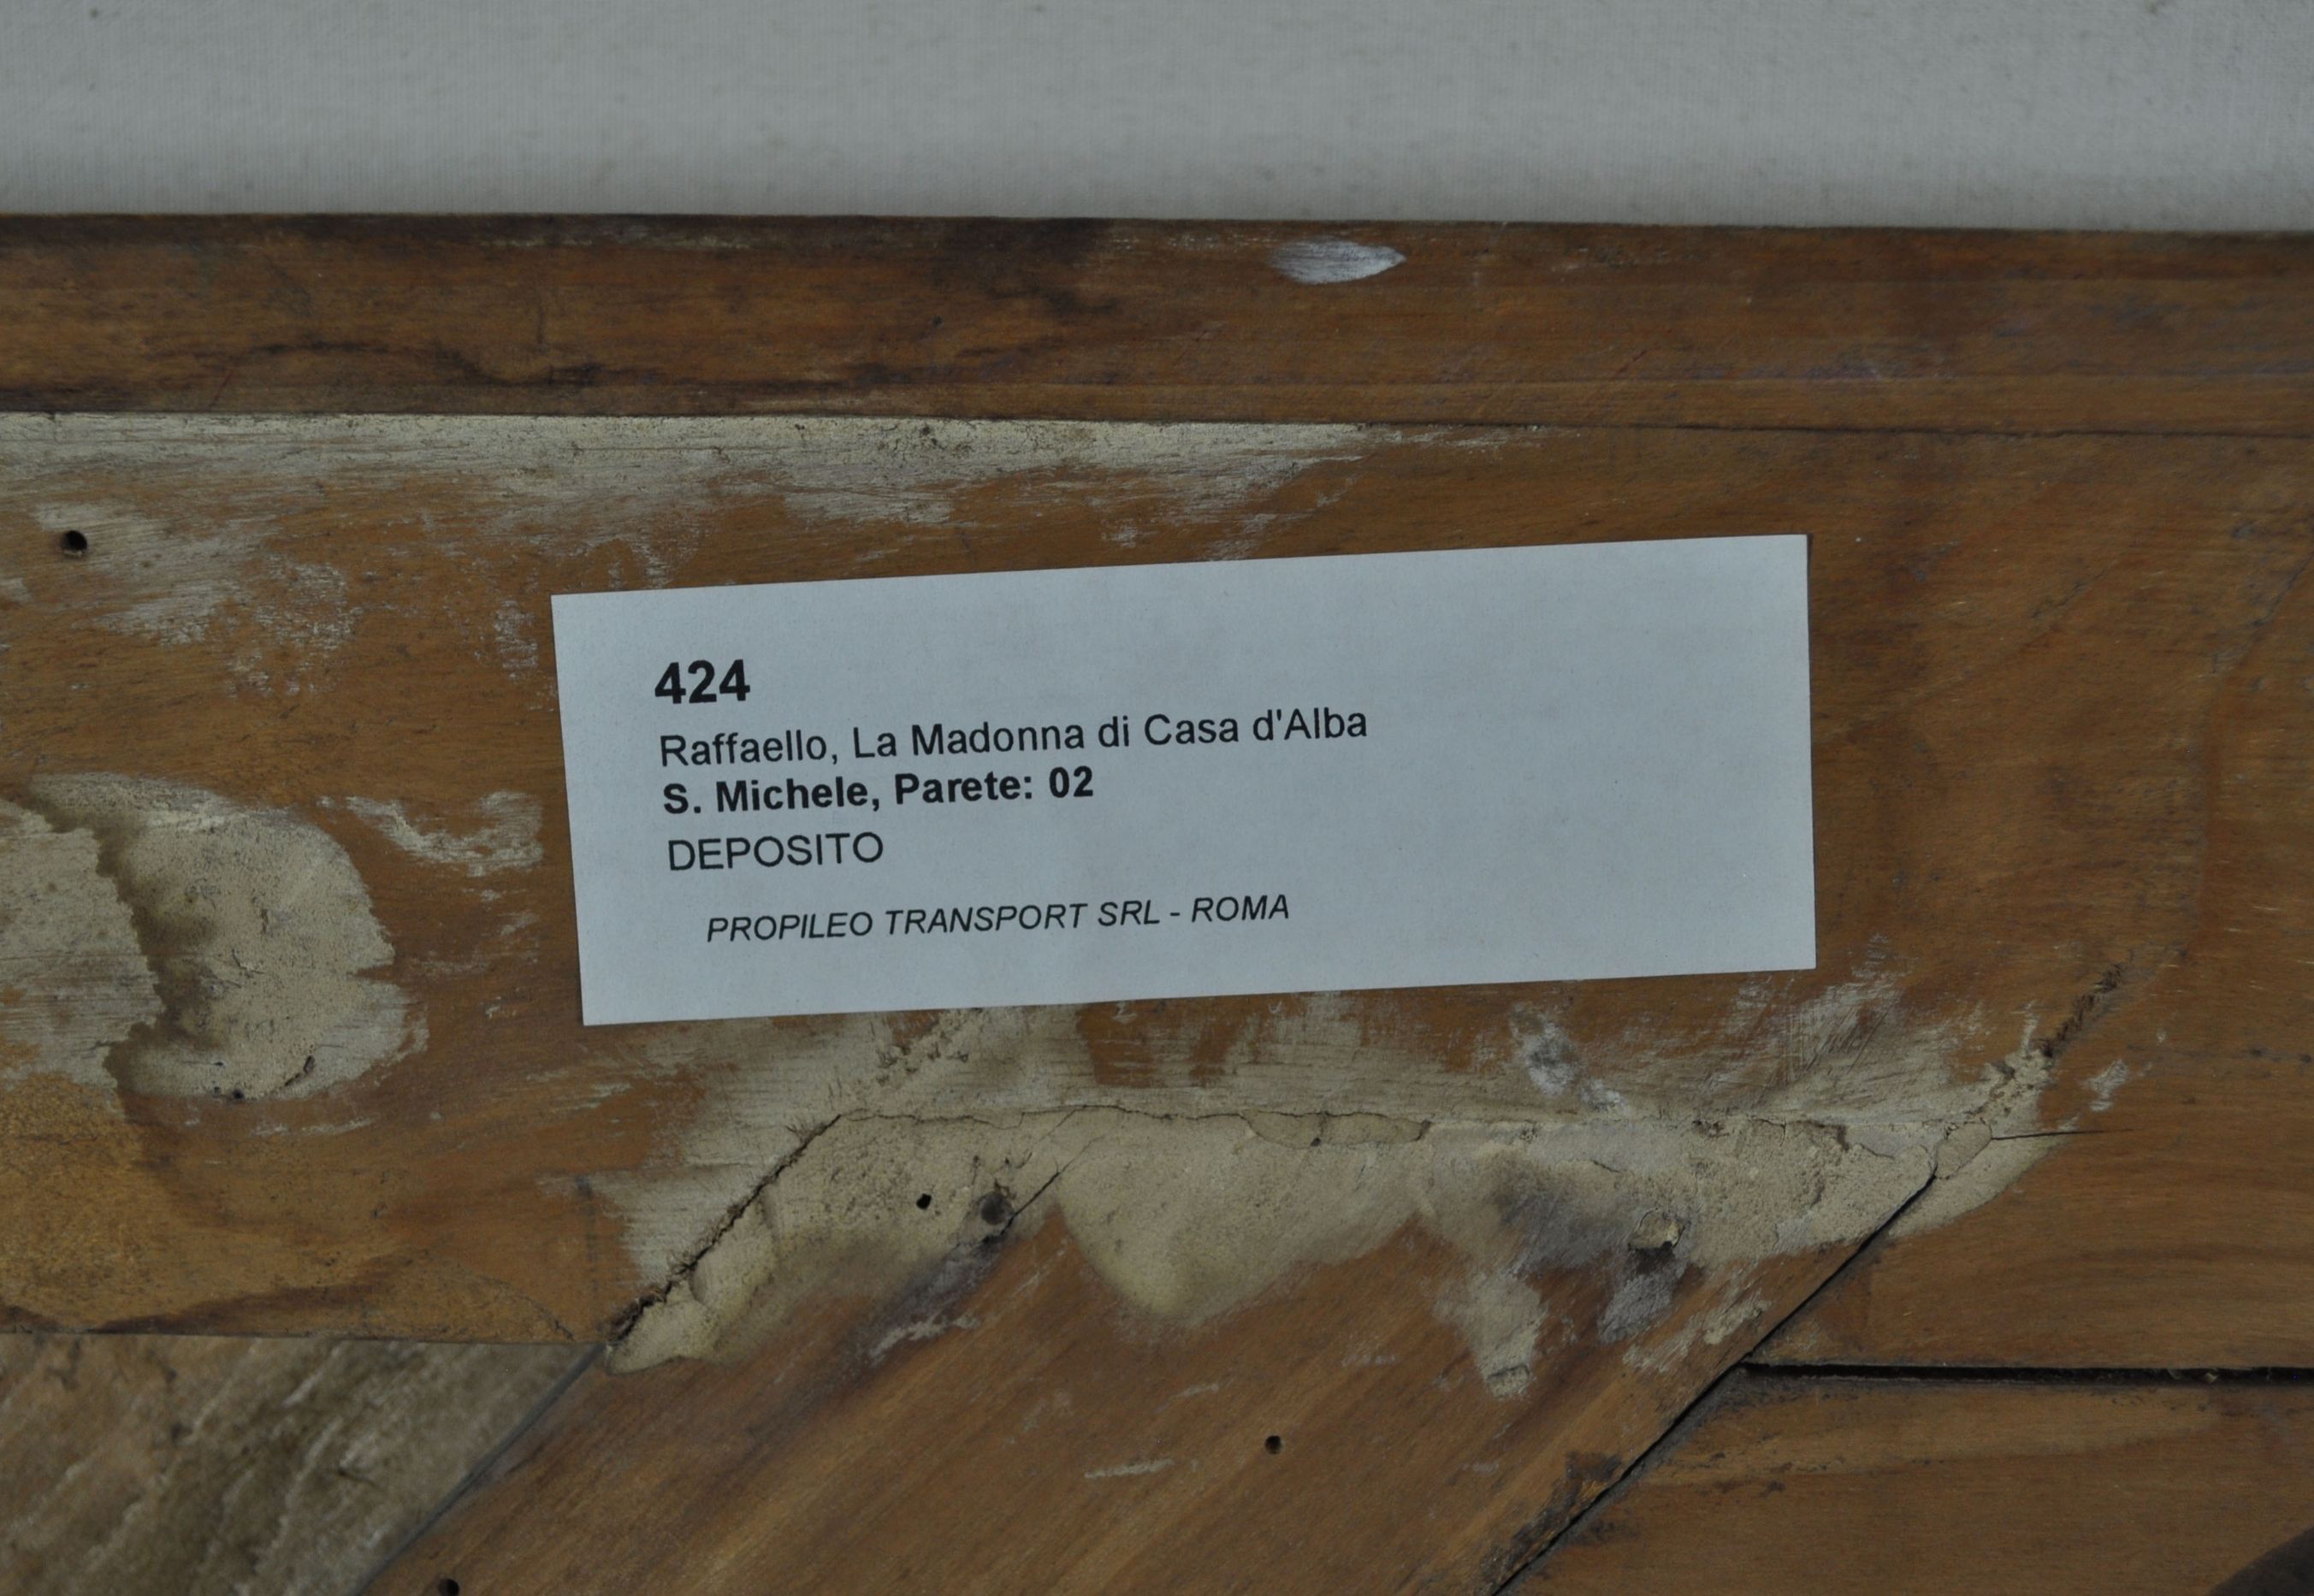 424
Raffaello, La Madonna di Casa d'Alba
S. Michele, Parete: 02
DEPOSITO
PROPILEO TRANSPORT SRL - ROMA